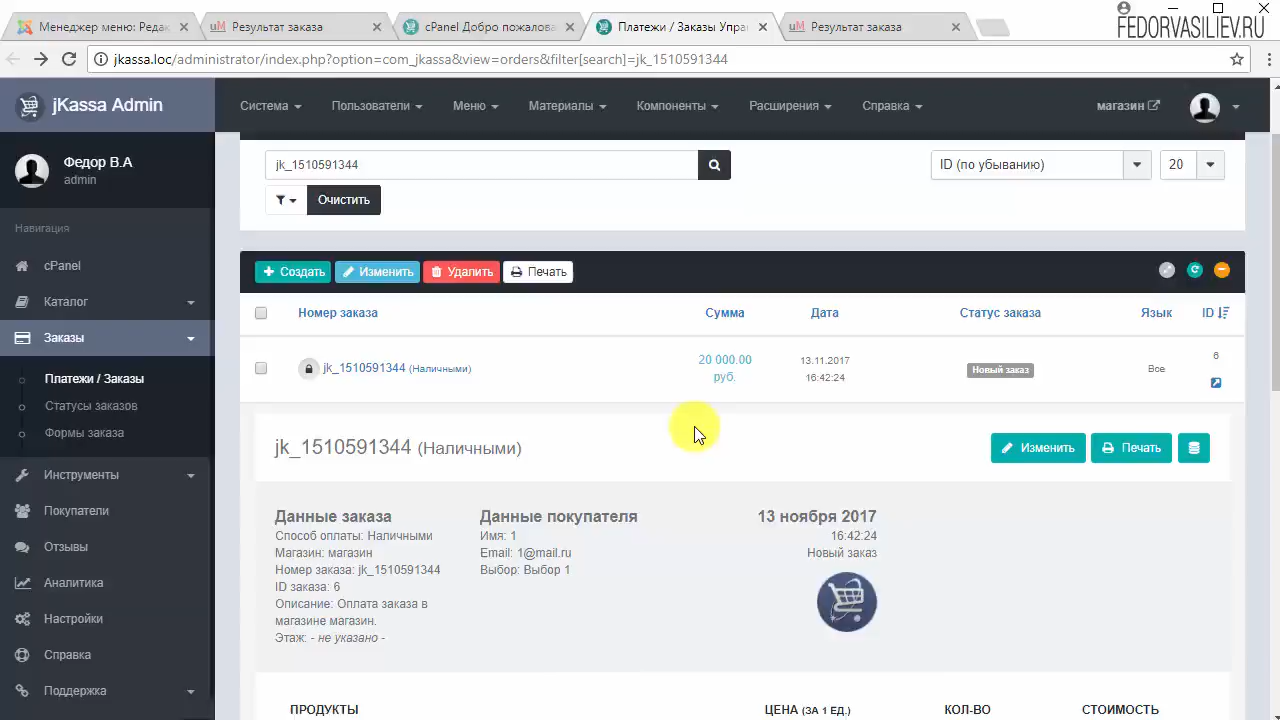 FEDORVASILIEV.RU
Менеджер меню: Редак
Результат заказа
cPanel Добро пожалова
Платежи / Заказы Упра
Результат заказа
jkassa.loc/administrator/index.php?option=com_jkassa&view=orders&filter[search]=jk_1510591344
jKassa Admin
Система
Пользователи
Меню
Материалы
Компоненты
Расширения
Справка
магазин
Федор В.А
admin
Навигация
cPanel
Каталог
Заказы
Платежи / Заказы
Статусы заказов
Формы заказа
Инструменты
Покупатели
Отзывы
Аналитика
Настройки
Справка
Поддержка
jk_1510591344
ID (по убыванию)
20
Очистить
Создать
Изменить
Удалить
Печать
Номер заказа
Сумма
Дата
Статус заказа
Язык
ID
jk_1510591344 (Наличными)
20 000.00
руб.
13.11.2017
16:42:24
Новый заказ
Все
6
jk_1510591344 (Наличными)
Изменить
Печать
Данные заказа
Способ оплаты: Наличными
Магазин: магазин
Номер заказа: jk_1510591344
ID заказа: 6
Описание: Оплата заказа в
магазине магазин.
Этаж: - не указано -
Данные покупателя
Имя: 1
Email: 1@mail.ru
Выбор: Выбор 1
13 ноября 2017
16:42:24
Новый заказ
ПРОДУКТЫ
ЦЕНА (ЗА 1 ЕД.)
КОЛ-ВО
СТОИМОСТЬ